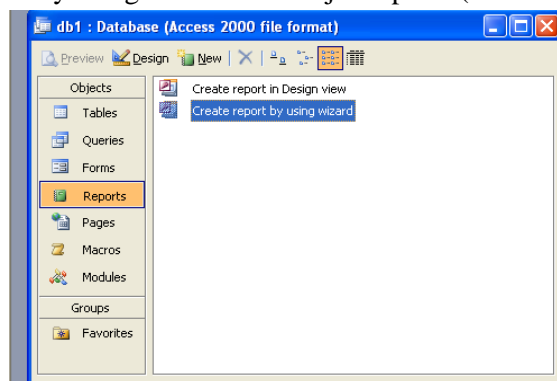 db1 : Database (Access 2000 file format)
Preview Design New
Objects
Create report in Design view
Tables
Create report by using wizard
Queries
Forms
Reports
Pages
Macros
Modules
Groups
Favorites